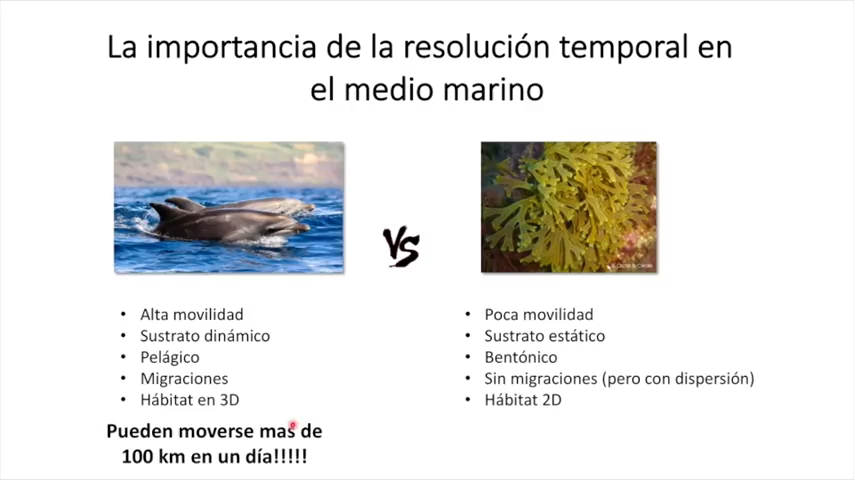 La importancia de la resolución temporal en
el medio marino
VS
• Alta movilidad
• Sustrato dinámico
• Pelágico
• Migraciones
• Hábitat en 3D
Pueden moverse mas de
100 km en un día!!!!!
• Poca movilidad
• Sustrato estático
• Bentónico
• Sin migraciones (pero con dispersión)
• Hábitat 2D